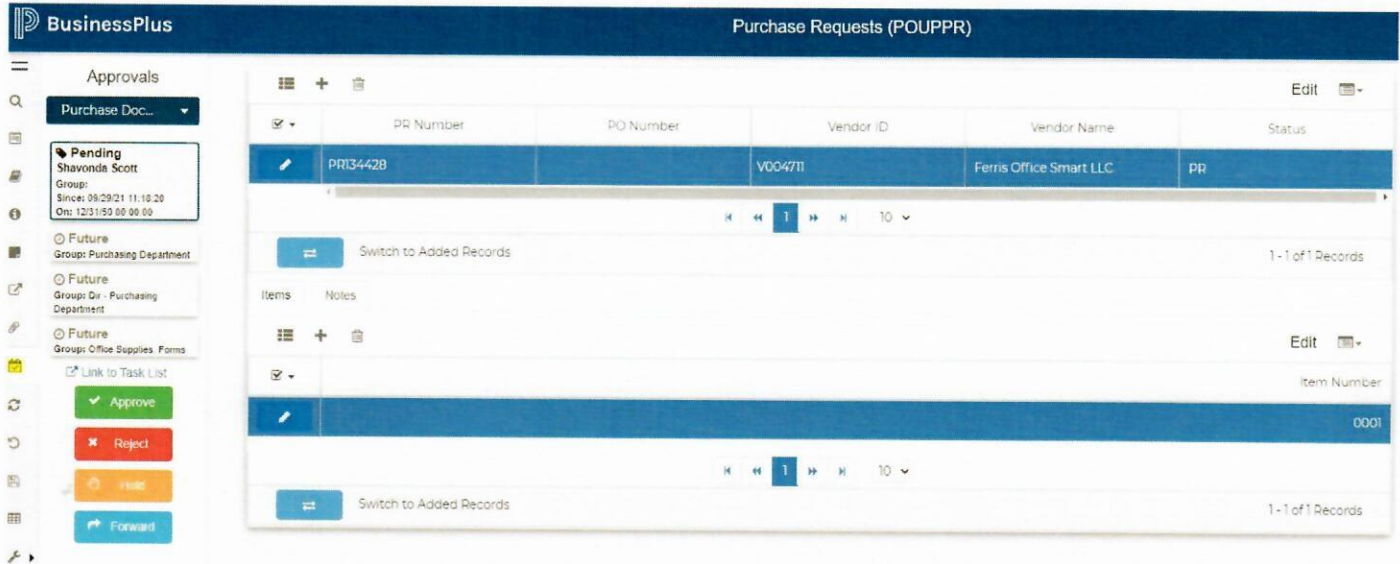 BusinessPlus
Purchase Requests (POUPPR)
Approvals
Purchase Doc...
Pending
Shavonda Scott
Group:
Since: 09/29/21 11:18:20
On: 12/31/50 00:00:00
Future
Group: Purchasing Department
Future
Group: Dir - Purchasing
Department
Future
Group: Office Supplies Forms
Link to Task List
Approve
Reject
Hold
Forward
Edit
PR Number PO Number Vendor ID Vendor Name Status
PR134428 V004711 Ferris Office Smart LLC PR
1 10
Switch to Added Records 1 - 1 of 1 Records
Items Notes
Edit
Item Number
0001
1 10
Switch to Added Records 1 - 1 of 1 Records